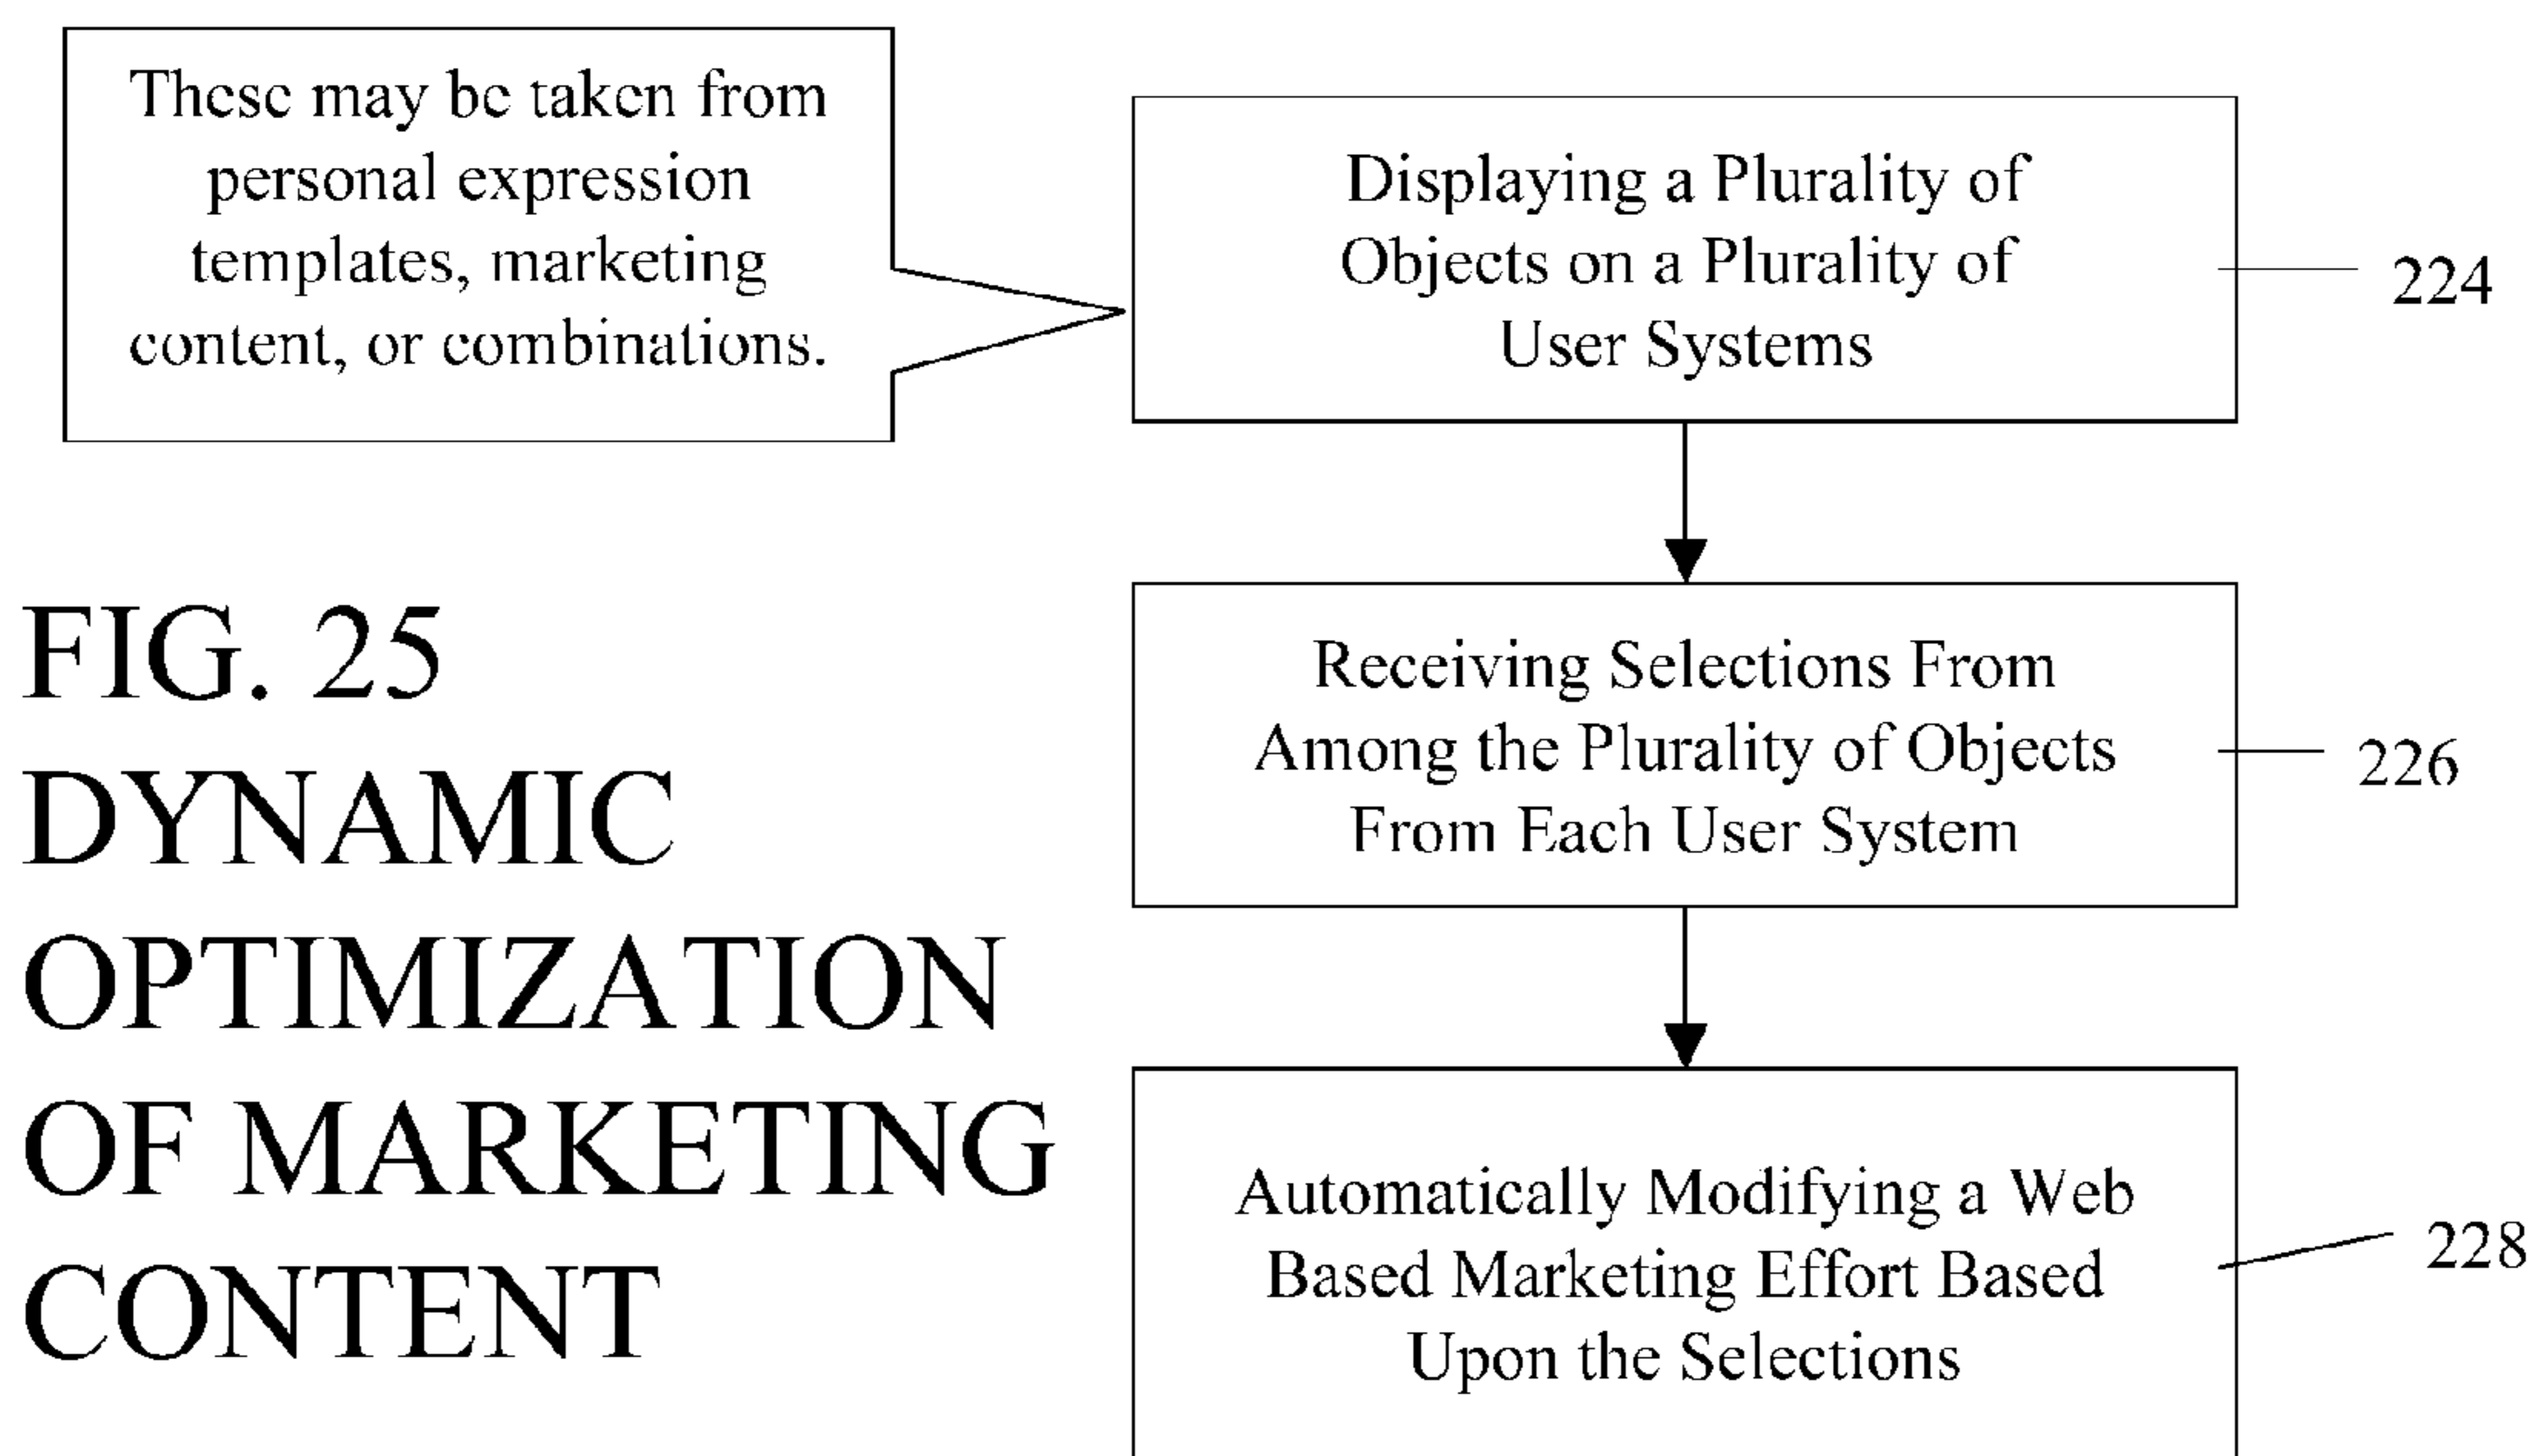 These may be taken from
personal expression
templates, marketing
content, or combinations.
Displaying a Plurality of
Objects on a Plurality of
User Systems
224
Receiving Selections From
Among the Plurality of Objects
From Each User System
226
Automatically Modifying a Web
Based Marketing Effort Based
Upon the Selections
228
FIG. 25
DYNAMIC
OPTIMIZATION
OF MARKETING
CONTENT